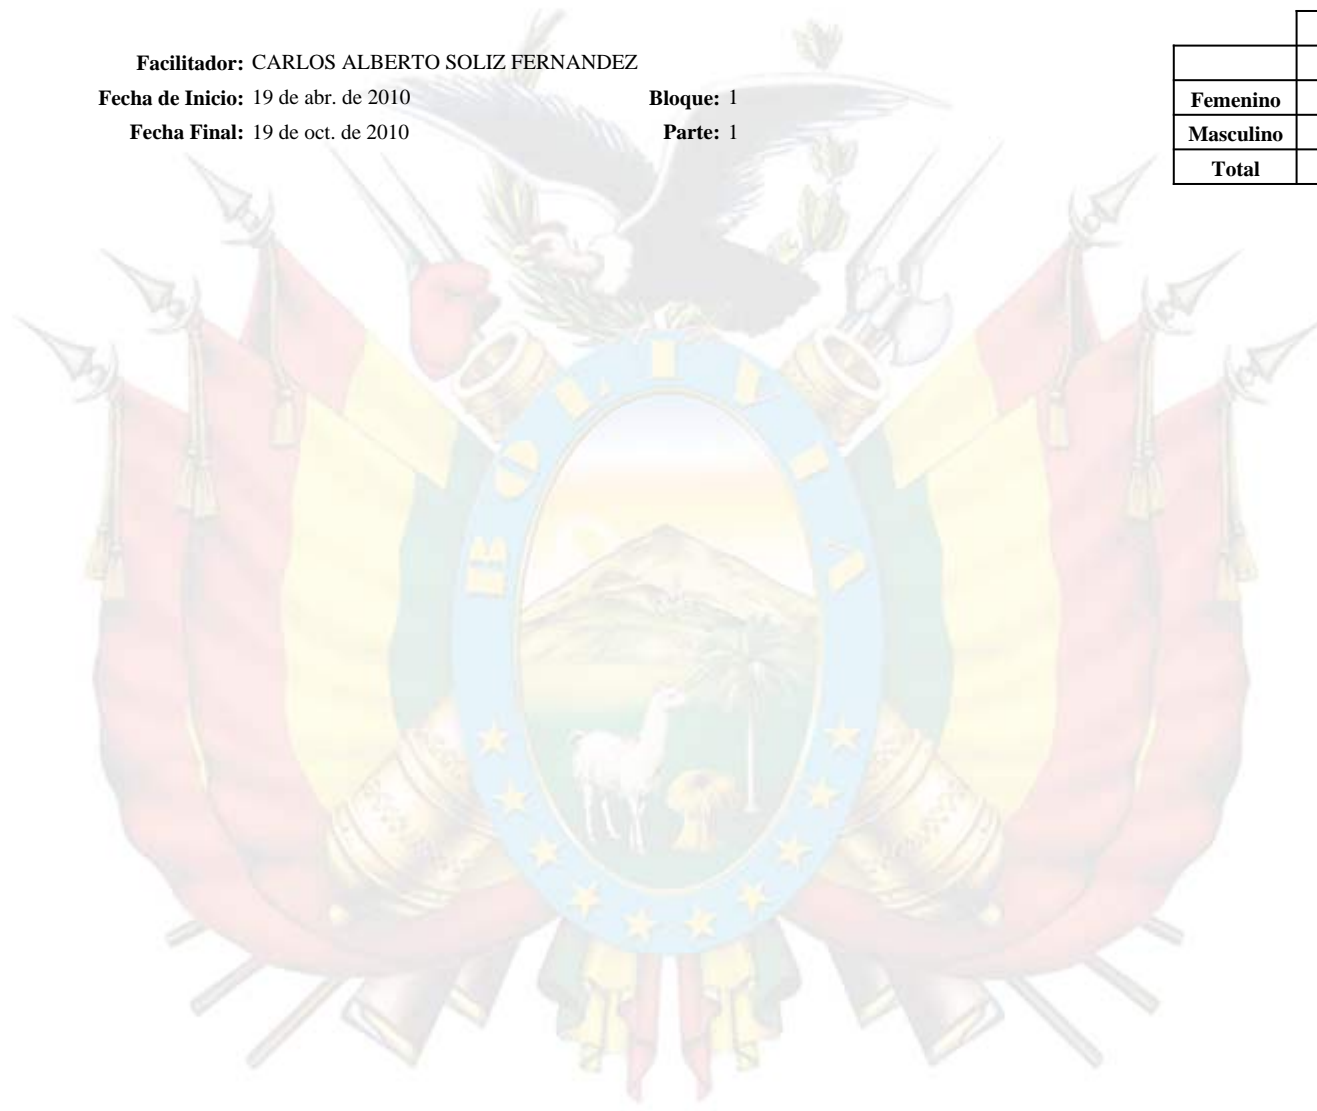 Facilitador: CARLOS ALBERTO SOLIZ FERNANDEZ
Fecha de Inicio: 19 de abr. de 2010 Bloque: 1
Fecha Final: 19 de oct. de 2010 Parte: 1
Femenino
Masculino
Total
BOLIVIA